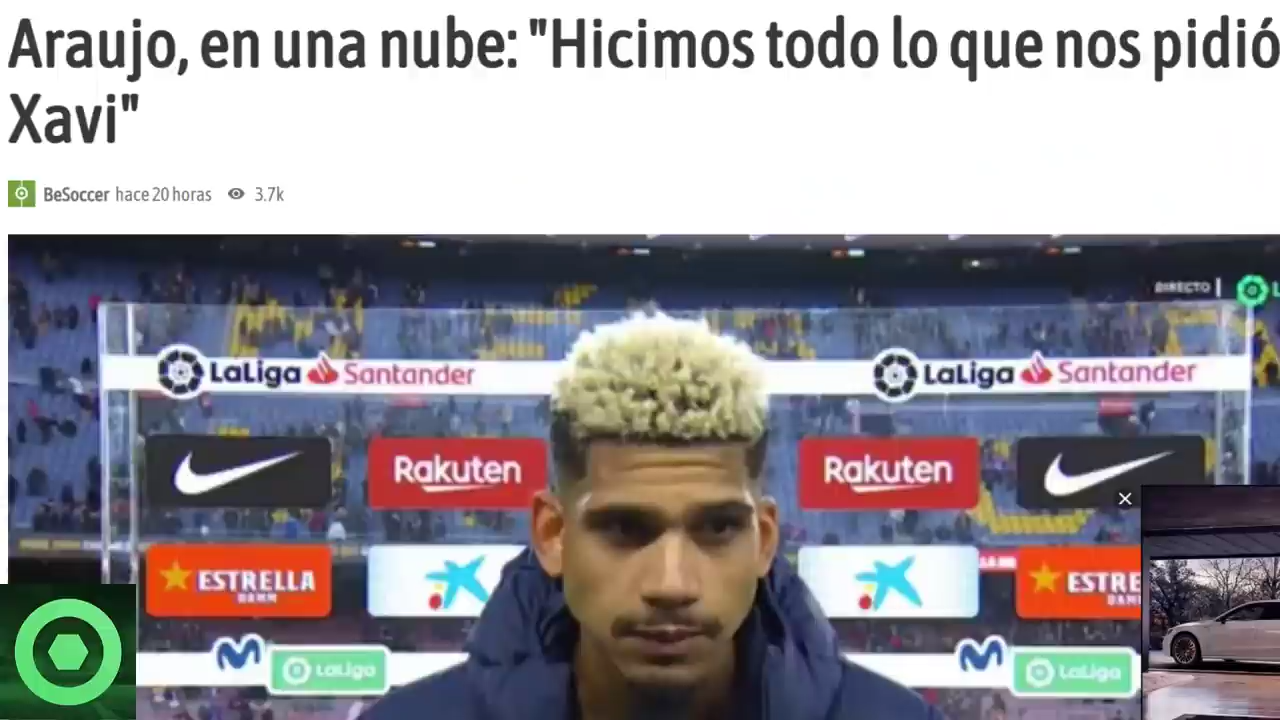 Araujo, en una nube: "Hicimos todo lo que nos pidió
Xavi"
BeSoccer hace 20 horas 3.7k
DIRECTO
LaLiga Santander LaLiga Santander
Rakuten Rakuten
ESTRELLA ESTRE
DAMM DAM
LaLiga LaLiga